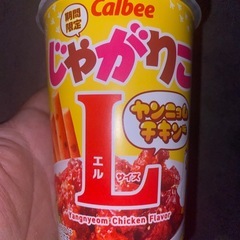 Calbee
期間
限定
じゃがりこ
L
エル
サイズ
ヤンニョム
チキン味
Yangnyeom Chicken Flavor